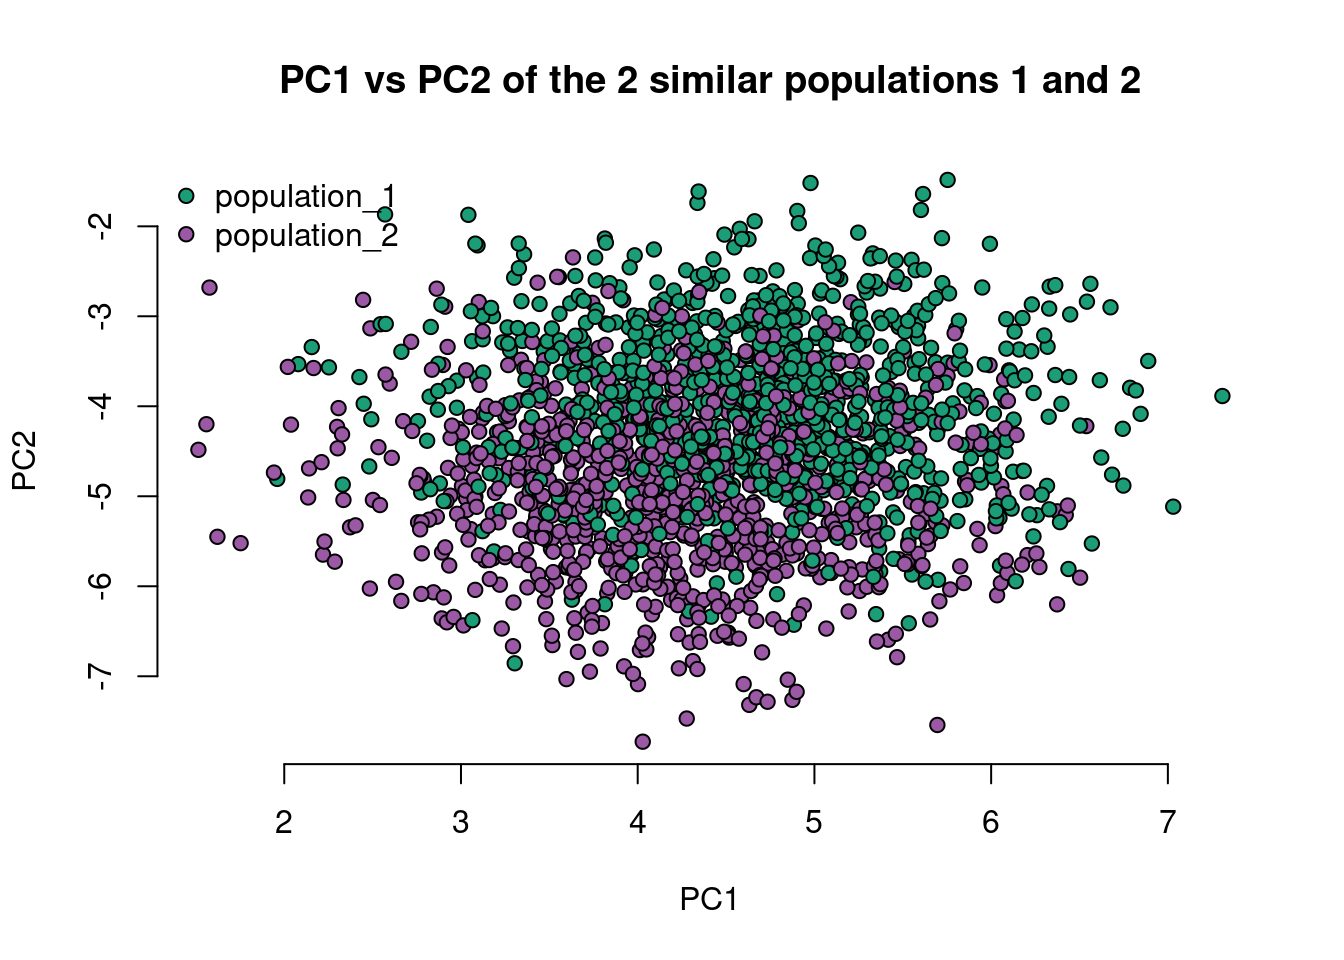 PC1 vs PC2 of the 2 similar populations 1 and 2
population_1
population_2
-2
-3
-4
-5
-6
-7
PC2
2 3 4 5 6 7
PC1